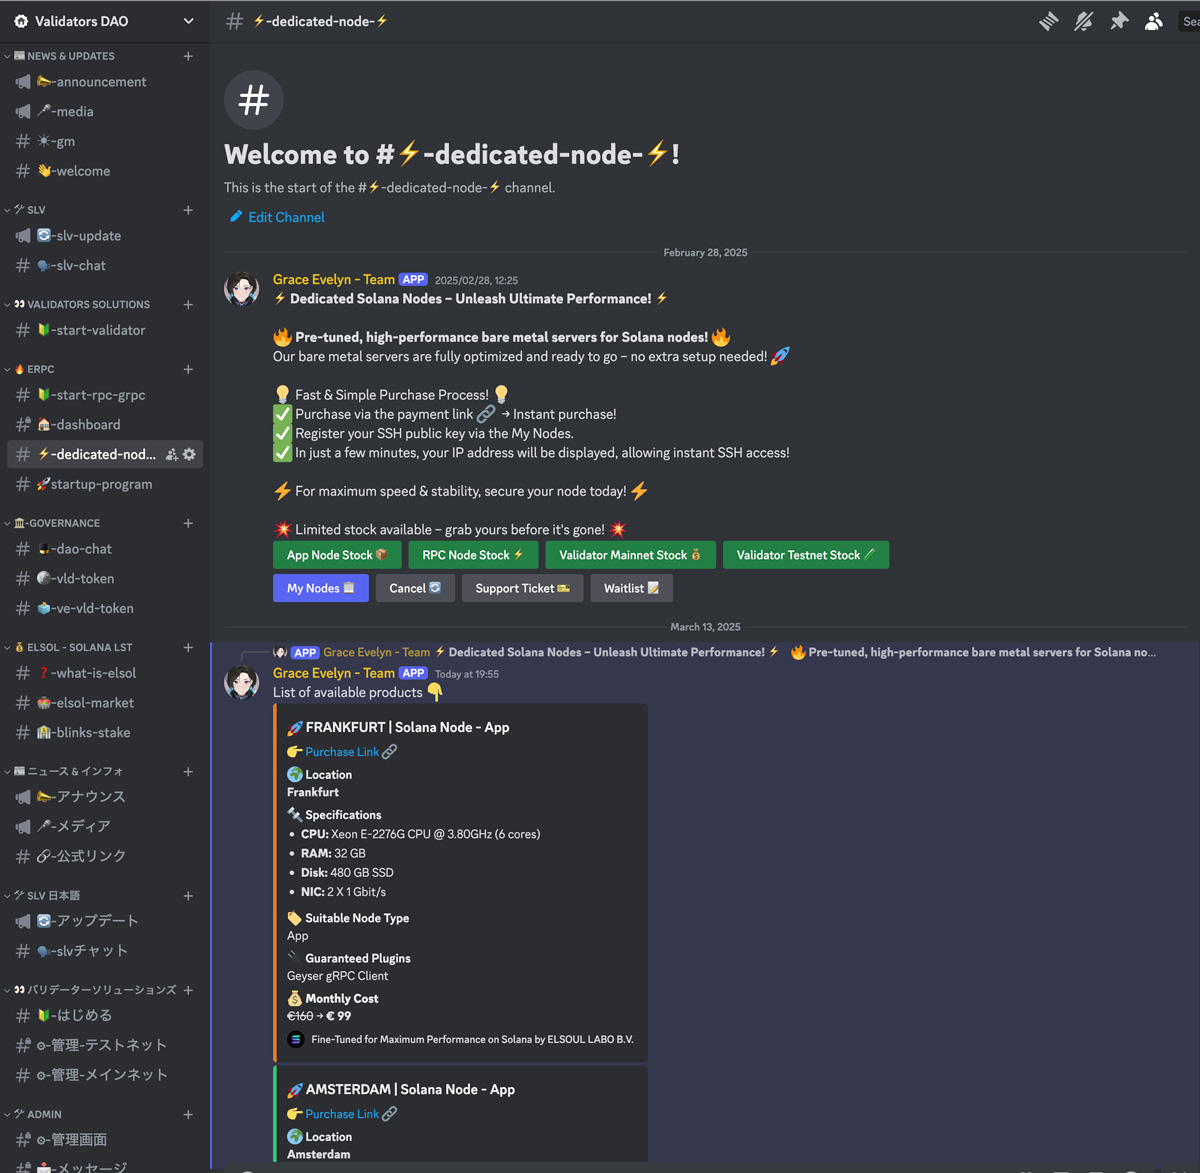 Validators DAO
NEWS & UPDATES
-announcement
-media
-gm
-welcome
SLV
-slv-update
-slv-chat
VALIDATORS SOLUTIONS
-start-validator
ERPC
-start-rpc-grpc
-dashboard
-dedicated-nod...
startup-program
-GOVERNANCE
-dao-chat
-vld-token
-ve-vld-token
ELSOL - SOLANA LST
-what-is-elsol
-elsol-market
-blinks-stake
ニュース & インフォ
-アナウンス
-メディア
-公式リンク
SLV 日本語
-アップデート
-slvチャット
バリデーターソリューションズ
-はじめる
-管理-テストネット
-管理-メインネット
ADMIN
-管理画面
-メッセージ
# ⚡-dedicated-node-⚡
Sea
Welcome to #⚡-dedicated-node-⚡!
This is the start of the #⚡-dedicated-node-⚡ channel.
Edit Channel
February 28, 2025
Grace Evelyn - Team APP 2025/02/28, 12:25
⚡ Dedicated Solana Nodes – Unleash Ultimate Performance! ⚡
🔥 Pre-tuned, high-performance bare metal servers for Solana nodes! 🔥
Our bare metal servers are fully optimized and ready to go – no extra setup needed! 🚀
💡 Fast & Simple Purchase Process! 💡
✅ Purchase via the payment link 🔗 → Instant purchase!
✅ Register your SSH public key via the My Nodes.
✅ In just a few minutes, your IP address will be displayed, allowing instant SSH access!
⚡ For maximum speed & stability, secure your node today! ⚡
💥 Limited stock available – grab yours before it's gone! 💥
App Node Stock RPC Node Stock Validator Mainnet Stock Validator Testnet Stock
My Nodes Cancel Support Ticket Waitlist
March 13, 2025
APP Grace Evelyn - Team ⚡ Dedicated Solana Nodes – Unleash Ultimate Performance! ⚡ 🔥 Pre-tuned, high-performance bare metal servers for Solana no...
Grace Evelyn - Team APP Today at 19:55
List of available products 👇
🚀 FRANKFURT | Solana Node - App
👉 Purchase Link 🔗
🌍 Location
Frankfurt
Specifications
• CPU: Xeon E-2276G CPU @ 3.80GHz (6 cores)
• RAM: 32 GB
• Disk: 480 GB SSD
• NIC: 2 X 1 Gbit/s
🏷️ Suitable Node Type
App
🔌 Guaranteed Plugins
Geyser gRPC Client
💰 Monthly Cost
€160 → € 99
Fine-Tuned for Maximum Performance on Solana by ELSOUL LABO B.V.
🚀 AMSTERDAM | Solana Node - App
👉 Purchase Link 🔗
🌍 Location
Amsterdam